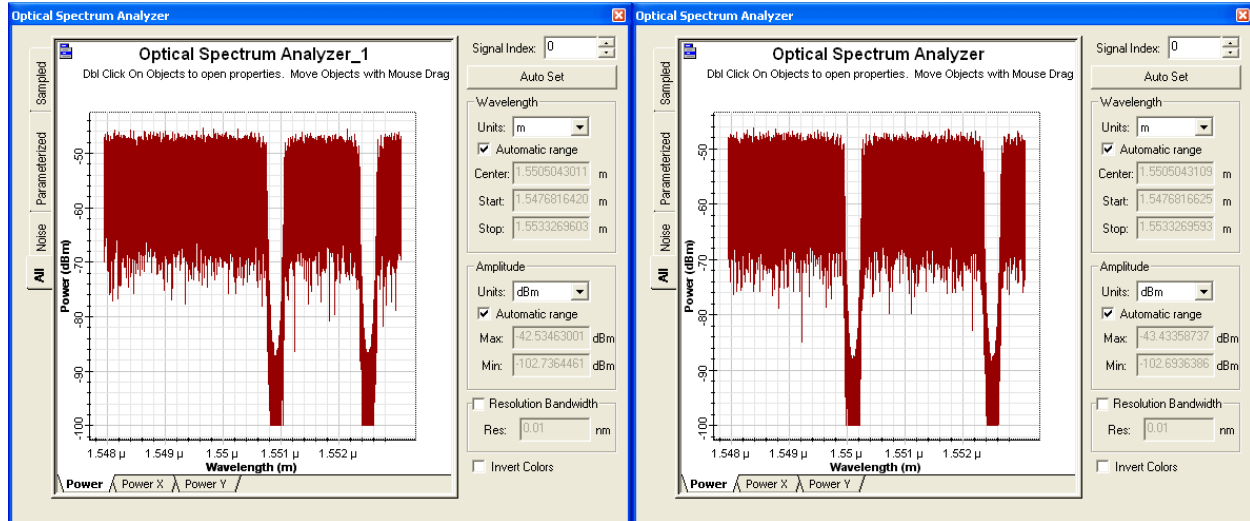 Optical Spectrum Analyzer
Optical Spectrum Analyzer_1
Dbl Click On Objects to open properties. Move Objects with Mouse Drag
Sampled
Parameterized
Noise
All
Power (dBm)
-50
-60
-70
-80
-90
-100
1.548 µ
1.549 µ
1.55 µ
1.551 µ
1.552 µ
Wavelength (m)
Power
Power X
Power Y
Signal Index: 0
Auto Set
Wavelength
Units: m
Automatic range
Center: 1.5505043011 m
Start: 1.5476816420 m
Stop: 1.5533269603 m
Amplitude
Units: dBm
Automatic range
Max: -42.53463001 dBm
Min: -102.7364461 dBm
Resolution Bandwidth
Res: 0.01 nm
Invert Colors
Optical Spectrum Analyzer
Optical Spectrum Analyzer
Dbl Click On Objects to open properties. Move Objects with Mouse Drag
Sampled
Parameterized
Noise
All
Power (dBm)
-50
-60
-70
-80
-90
-100
1.548 µ
1.549 µ
1.55 µ
1.551 µ
1.552 µ
Wavelength (m)
Power
Power X
Power Y
Signal Index: 0
Auto Set
Wavelength
Units: m
Automatic range
Center: 1.5505043109 m
Start: 1.5476816625 m
Stop: 1.5533269593 m
Amplitude
Units: dBm
Automatic range
Max: -43.43358737 dBm
Min: -102.6936386 dBm
Resolution Bandwidth
Res: 0.01 nm
Invert Colors